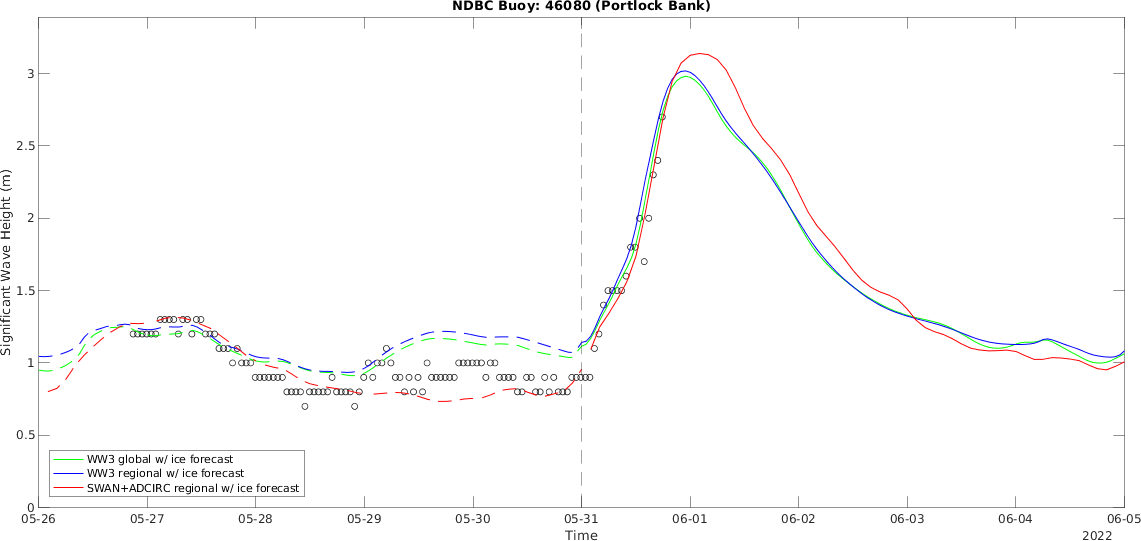 NDBC Buoy: 46080 (Portlock Bank)
3
2.5
2
1.5
1
0.5
0
Significant Wave Height (m)
WW3 global w/ ice forecast
WW3 regional w/ ice forecast
SWAN+ADCIRC regional w/ ice forecast
05-26 05-27 05-28 05-29 05-30 05-31 06-01 06-02 06-03 06-04 06-05
Time
2022